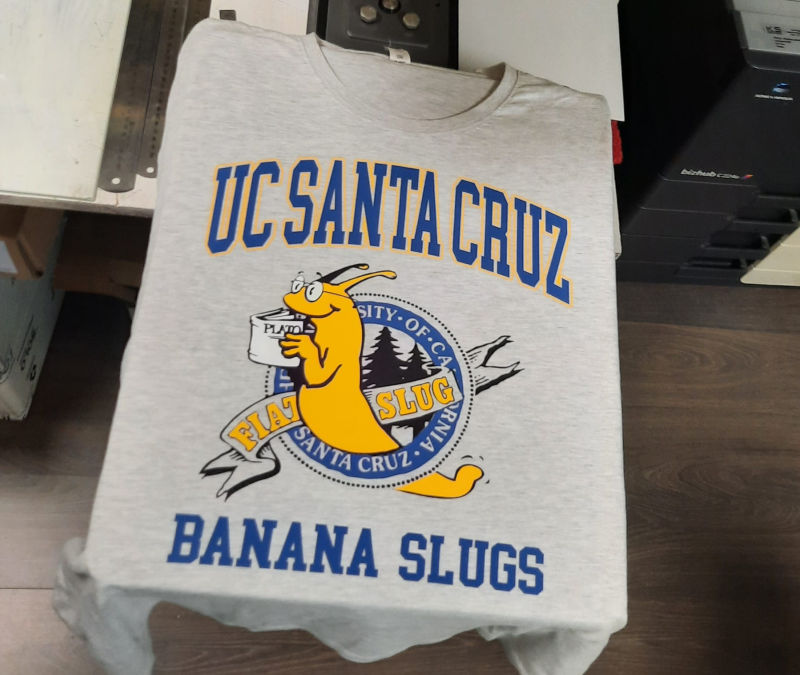 UC SANTA CRUZ
PLATO
SITY · OF · CA
RNIA
FIAT SLUG
SANTA CRUZ ·
BANANA SLUGS
bizhub